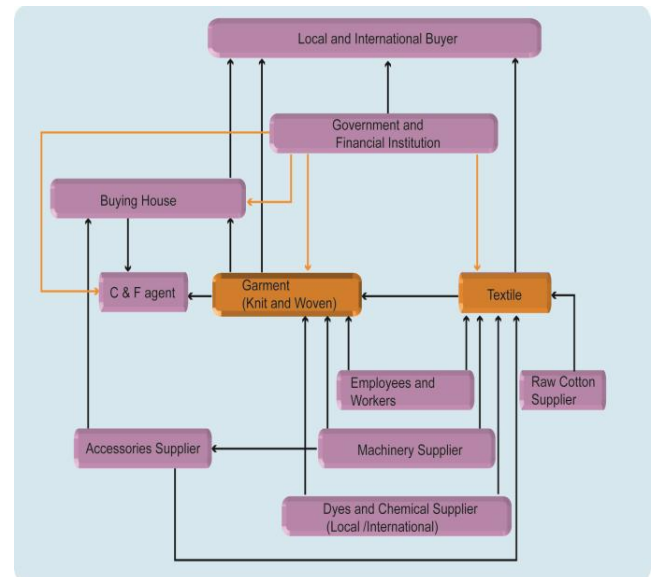 Local and International Buyer
Government and
Financial Institution
Buying House
C & F agent
Garment
(Knit and Woven)
Textile
Employees and
Workers
Raw Cotton
Supplier
Accessories Supplier
Machinery Supplier
Dyes and Chemical Supplier
(Local /International)